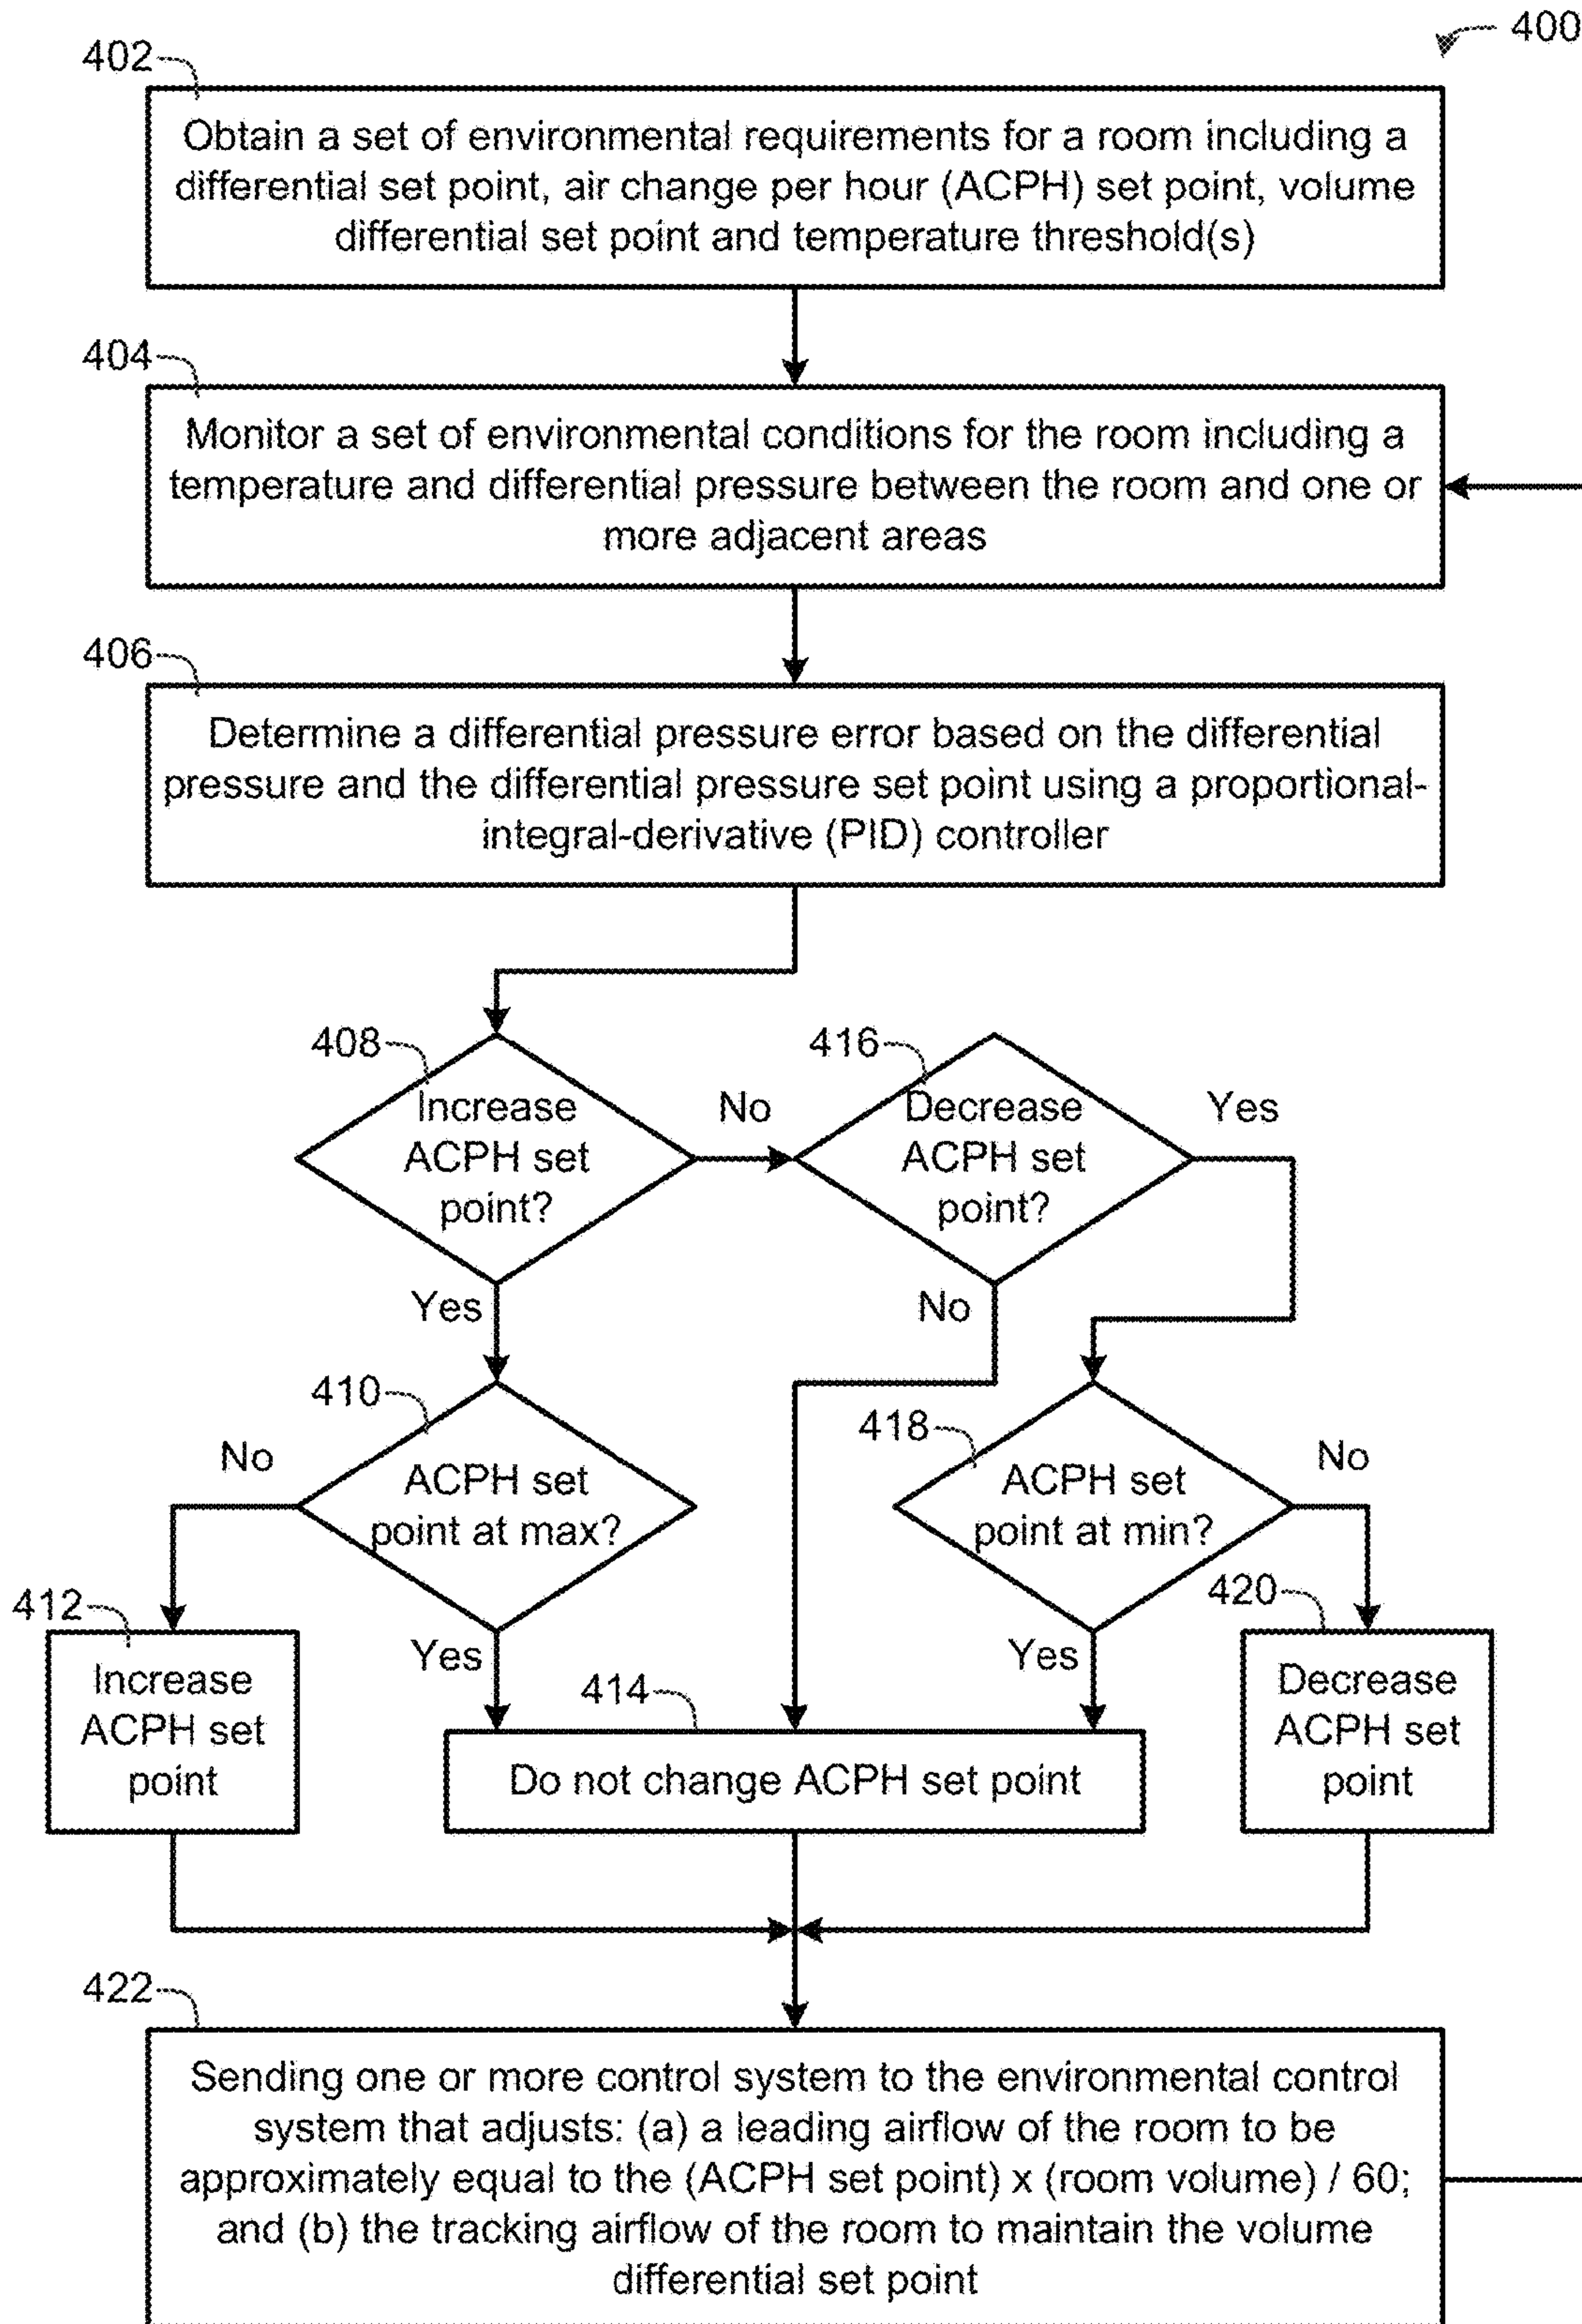 400
402
Obtain a set of environmental requirements for a room including a
differential set point, air change per hour (ACPH) set point, volume
differential set point and temperature threshold(s)
404
Monitor a set of environmental conditions for the room including a
temperature and differential pressure between the room and one or
more adjacent areas
406
Determine a differential pressure error based on the differential
pressure and the differential pressure set point using a proportional-
integral-derivative (PID) controller
408
Increase
ACPH set
point?
No
416
Decrease
ACPH set
point?
Yes
Yes
No
410
ACPH set
point at max?
No
418
ACPH set
point at min?
No
412
Increase
ACPH set
point
Yes
414
Do not change ACPH set point
Yes
420
Decrease
ACPH set
point
422
Sending one or more control system to the environmental control
system that adjusts: (a) a leading airflow of the room to be
approximately equal to the (ACPH set point) x (room volume) / 60;
and (b) the tracking airflow of the room to maintain the volume
differential set point